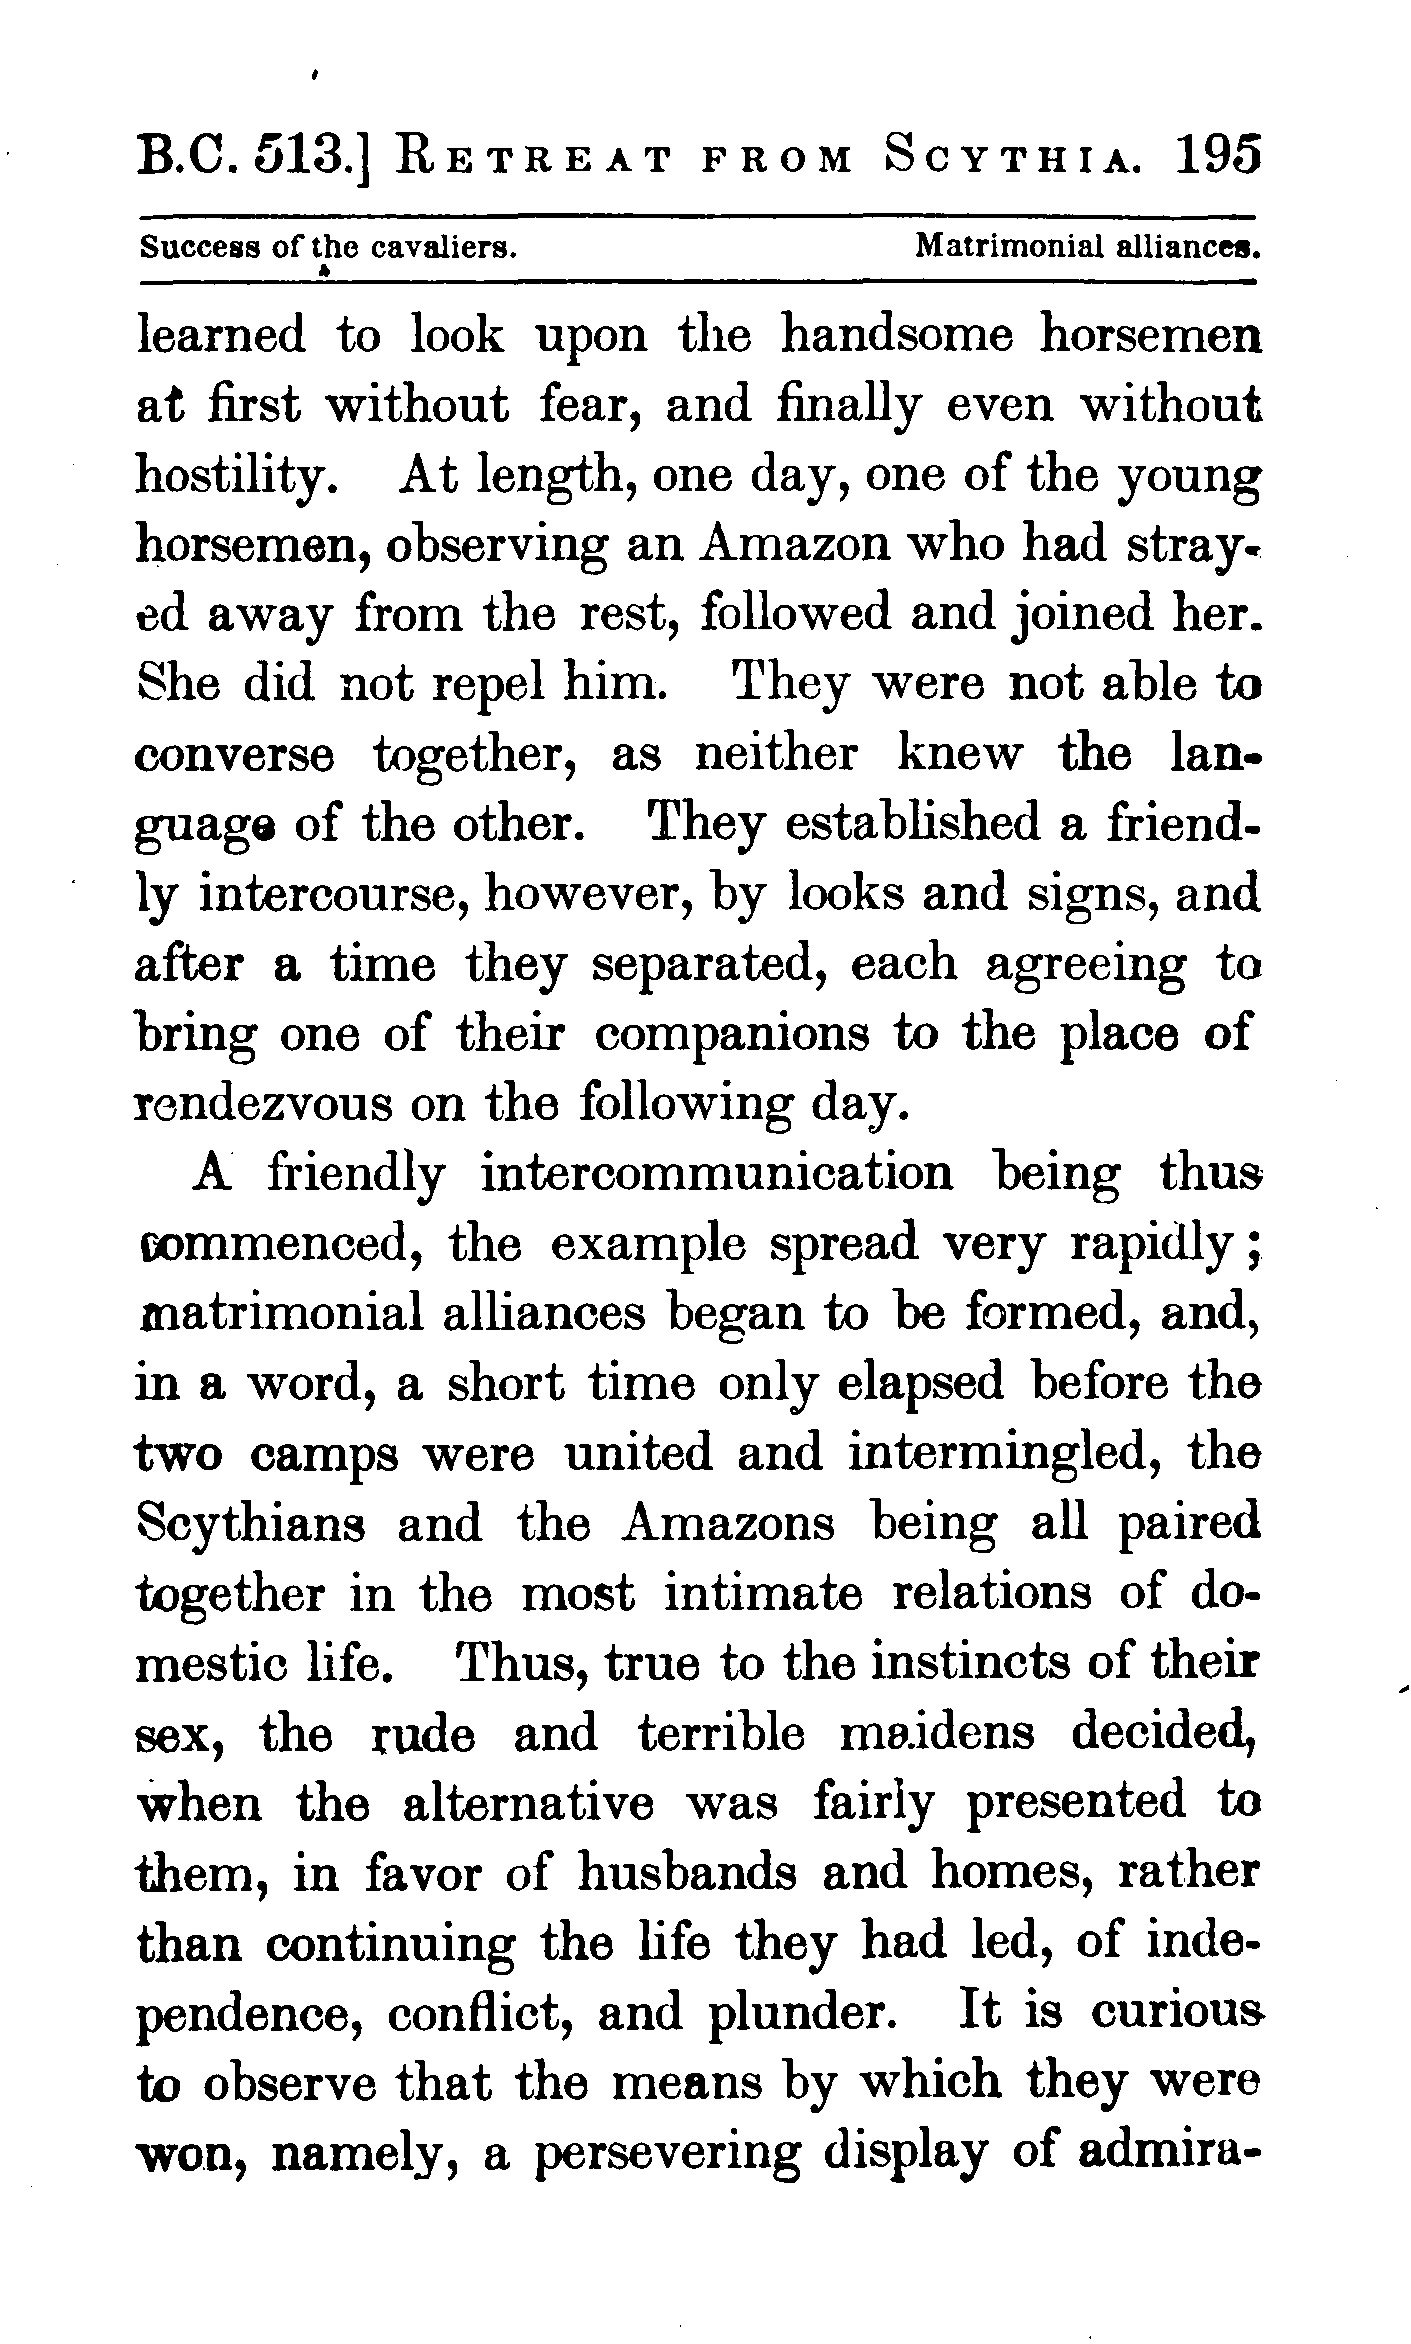 B.C. 513.] RETREAT FROM SCYTHIA. 195
Success of the cavaliers. Matrimonial alliances.
learned to look upon the handsome horsemen
at first without fear, and finally even without
hostility. At length, one day, one of the young
horsemen, observing an Amazon who had stray-
ed away from the rest, followed and joined her.
She did not repel him. They were not able to
converse together, as neither knew the lan-
guage of the other. They established a friend-
ly intercourse, however, by looks and signs, and
after a time they separated, each agreeing to
bring one of their companions to the place of
rendezvous on the following day.
A friendly intercommunication being thus
commenced, the example spread very rapidly;
matrimonial alliances began to be formed, and,
in a word, a short time only elapsed before the
two camps were united and intermingled, the
Scythians and the Amazons being all paired
together in the most intimate relations of do-
mestic life. Thus, true to the instincts of their
sex, the rude and terrible maidens decided,
when the alternative was fairly presented to
them, in favor of husbands and homes, rather
than continuing the life they had led, of inde-
pendence, conflict, and plunder. It is curious
to observe that the means by which they were
won, namely, a persevering display of admira-